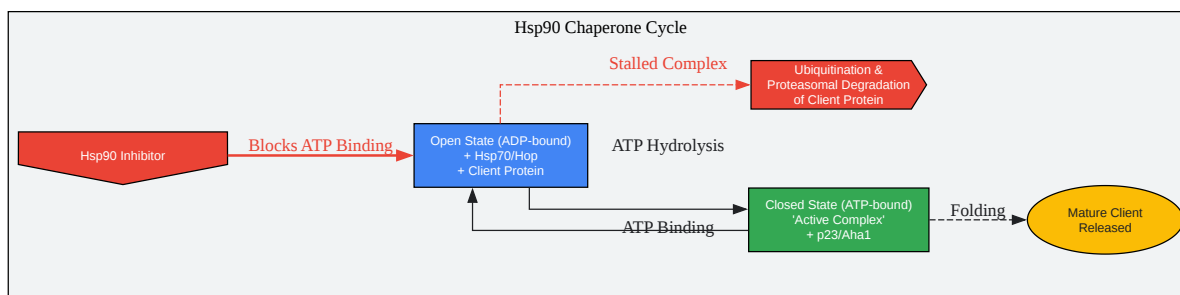 Hsp90 Chaperone Cycle
Stalled Complex
Ubiquitination &
Proteasomal Degradation
of Client Protein
Hsp90 Inhibitor
Blocks ATP Binding
Open State (ADP-bound)
+ Hsp70/Hop
+ Client Protein
ATP Hydrolysis
ATP Binding
Closed State (ATP-bound)
'Active Complex'
+ p23/Aha1
Folding
Mature Client
Released